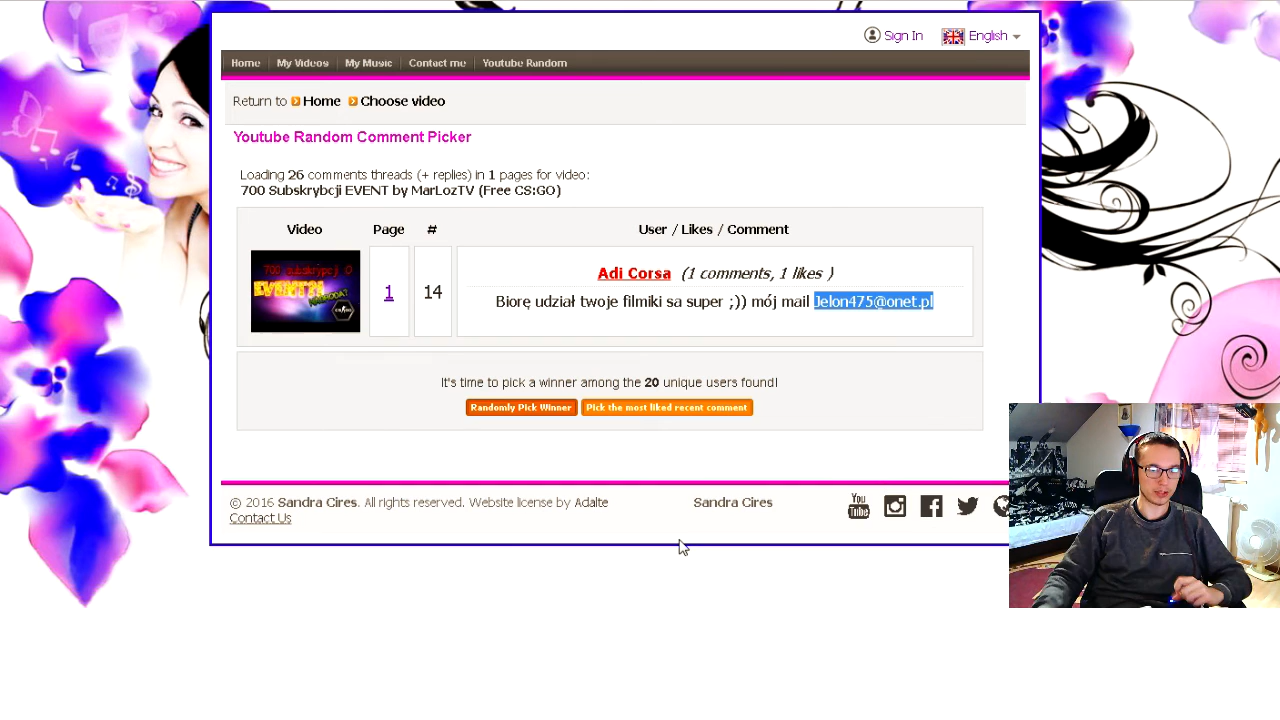 Sign In English
Home My Videos My Music Contact me Youtube Random
Return to Home Choose video
Youtube Random Comment Picker
Loading 26 comments threads (+ replies) in 1 pages for video:
700 Subskrybcji EVENT by MarLozTV (Free CS:GO)
Video Page # User / Likes / Comment
700 subskrypcji
EVENT
1 14
Adi Corsa (1 comments, 1 likes )
Biorę udział twoje filmiki sa super ;)) mój mail Jelon475@onet.pl
It's time to pick a winner among the 20 unique users found!
Randomly Pick Winner Pick the most liked recent comment
© 2016 Sandra Cires. All rights reserved. Website license by Adalte
Contact Us
Sandra Cires
You Tube